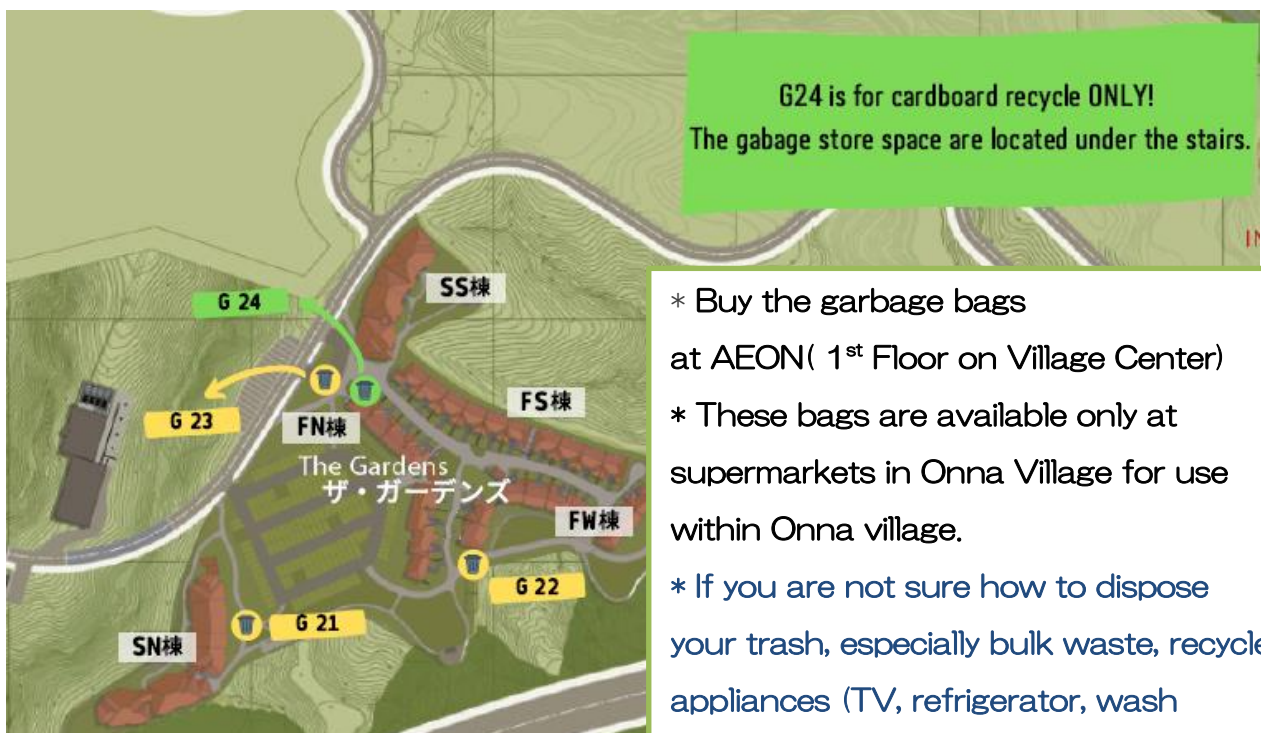 G24 is for cardboard recycle ONLY!
The gabage store space are located under the stairs.
SS棟
G 24
FS棟
G 23
FN棟
The Gardens
ザ・ガーデンズ
FW棟
G 22
G 21
SN棟
* Buy the garbage bags
at AEON( 1st Floor on Village Center)
* These bags are available only at
supermarkets in Onna Village for use
within Onna village.
* If you are not sure how to dispose
your trash, especially bulk waste, recycle
appliances (TV, refrigerator, wash